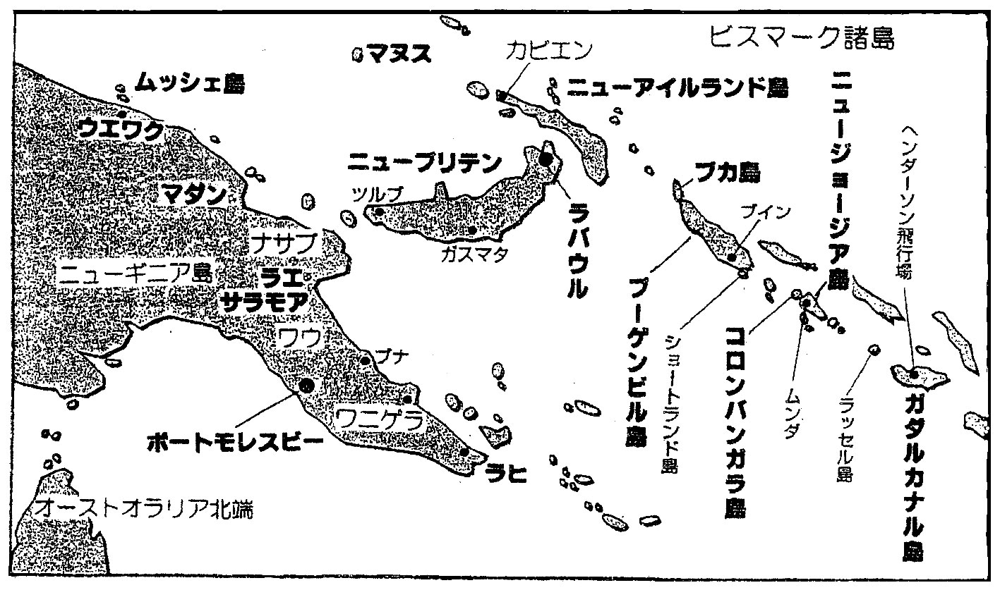 ビスマーク諸島
マヌス
カビエン
ムッシェ島
ニューアイルランド島
ニュージョージア島
ウエワク
ヘンダーソン飛行場
ニューブリテン
ブカ島
マダン
ツルブ
ブイン
ラバウル
ナサブ
ガスマタ
ニューギニア島
ラエ
サラモア
ブーゲンビル島
ワウ
ショートランド島
コロンバンガラ島
ブナ
ムンダ
ラッセル島
ガダルカナル島
ワニゲラ
ポートモレスビー
ラヒ
オーストオラリア北端